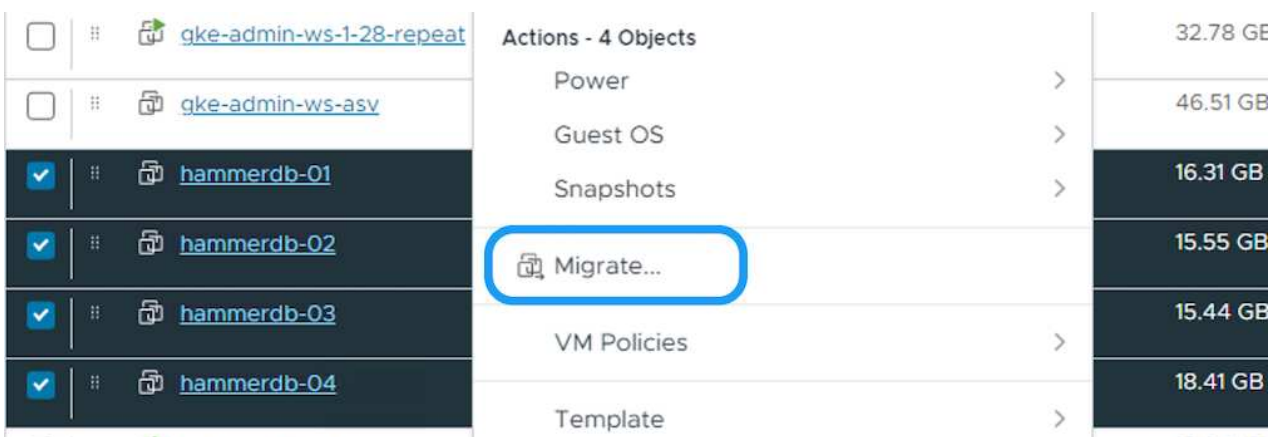 gke-admin-ws-1-28-repeat
Actions - 4 Objects
32.78 GB
Power
gke-admin-ws-asv
46.51 GB
Guest OS
hammerdb-01
16.31 GB
Snapshots
hammerdb-02
15.55 GB
Migrate...
hammerdb-03
15.44 GB
VM Policies
hammerdb-04
18.41 GB
Template